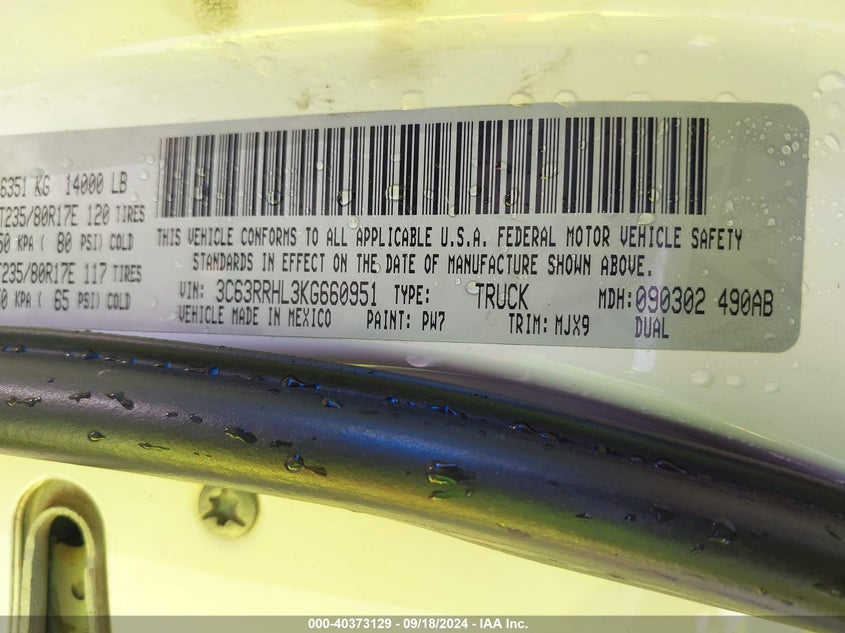 6351 KG 14000 LB
T235/80R17E 120 TIRES
50 KPA ( 80 PSI) COLD
T235/80R17E 117 TIRES
0 KPA ( 65 PSI) COLD
THIS VEHICLE CONFORMS TO ALL APPLICABLE U.S.A. FEDERAL MOTOR VEHICLE SAFETY
STANDARDS IN EFFECT ON THE DATE OF MANUFACTURE SHOWN ABOVE.
VIN: 3C63RRHL3KG660951 TYPE: TRUCK MDH: 090302 490AB
VEHICLE MADE IN MEXICO PAINT: PW7 TRIM: MJX9 DUAL
000-40373129 - 09/18/2024 - IAA Inc.